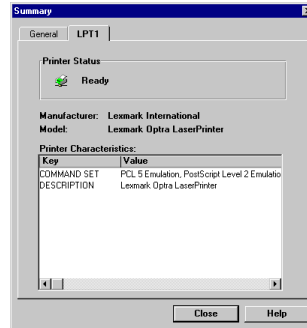 Summary
General LPT1
Printer Status
Ready
Manufacturer: Lexmark International
Model: Lexmark Optra LaserPrinter
Printer Characteristics:
Key Value
COMMAND SET PCL 5 Emulation, PostScript Level 2 Emulatio
DESCRIPTION Lexmark Optra LaserPrinter
Close Help